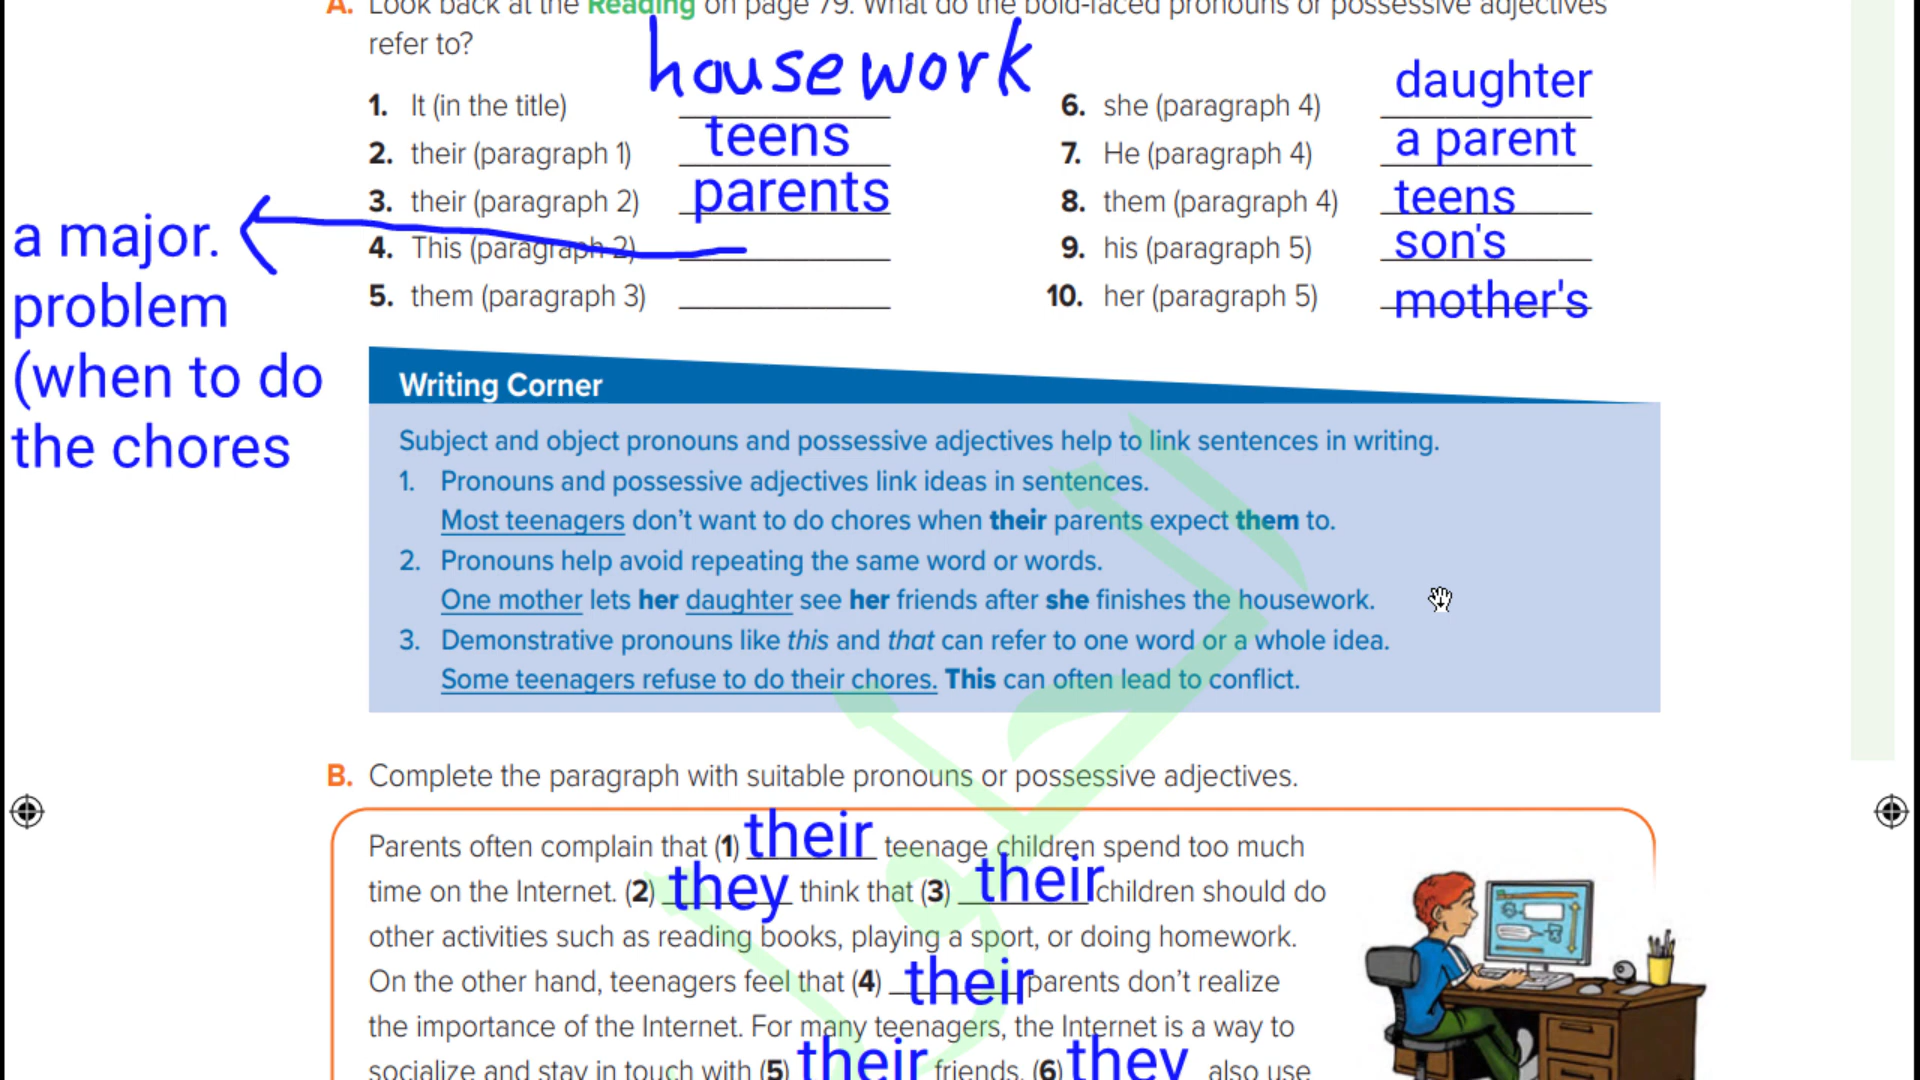 A. Look back at the Reading on page 79. What do the bold-faced pronouns or possessive adjectives
refer to?
housework
1. It (in the title)
teens
2. their (paragraph 1)
parents
3. their (paragraph 2)
4. This (paragraph 2)
5. them (paragraph 3)
daughter
6. she (paragraph 4)
a parent
7. He (paragraph 4)
teens
8. them (paragraph 4)
son's
9. his (paragraph 5)
mother's
10. her (paragraph 5)
a major.
problem
(when to do
the chores
Writing Corner
Subject and object pronouns and possessive adjectives help to link sentences in writing.
1. Pronouns and possessive adjectives link ideas in sentences.
Most teenagers don't want to do chores when their parents expect them to.
2. Pronouns help avoid repeating the same word or words.
One mother lets her daughter see her friends after she finishes the housework.
3. Demonstrative pronouns like this and that can refer to one word or a whole idea.
Some teenagers refuse to do their chores. This can often lead to conflict.
B. Complete the paragraph with suitable pronouns or possessive adjectives.
Parents often complain that (1) their teenage children spend too much
time on the Internet. (2) they think that (3) their children should do
other activities such as reading books, playing a sport, or doing homework.
On the other hand, teenagers feel that (4) their parents don't realize
the importance of the Internet. For many teenagers, the Internet is a way to
socialize and stay in touch with (5) their friends. (6) they also use